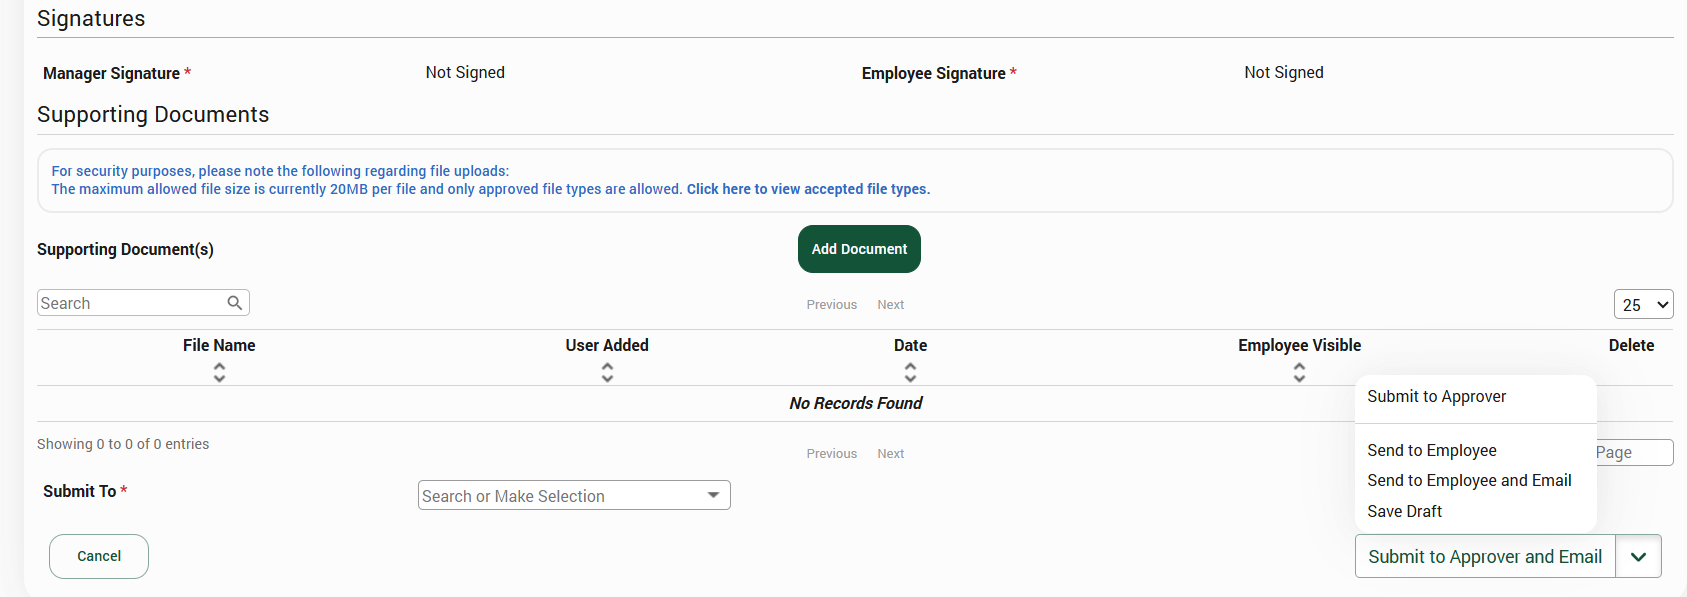 Signatures
Manager Signature * Not Signed Employee Signature * Not Signed
Supporting Documents
For security purposes, please note the following regarding file uploads:
The maximum allowed file size is currently 20MB per file and only approved file types are allowed. Click here to view accepted file types.
Supporting Document(s) Add Document
Search Previous Next 25
File Name User Added Date Employee Visible Delete
No Records Found
Submit to Approver
Showing 0 to 0 of 0 entries Previous Next Page
Send to Employee
Send to Employee and Email
Save Draft
Submit To * Search or Make Selection
Cancel Submit to Approver and Email